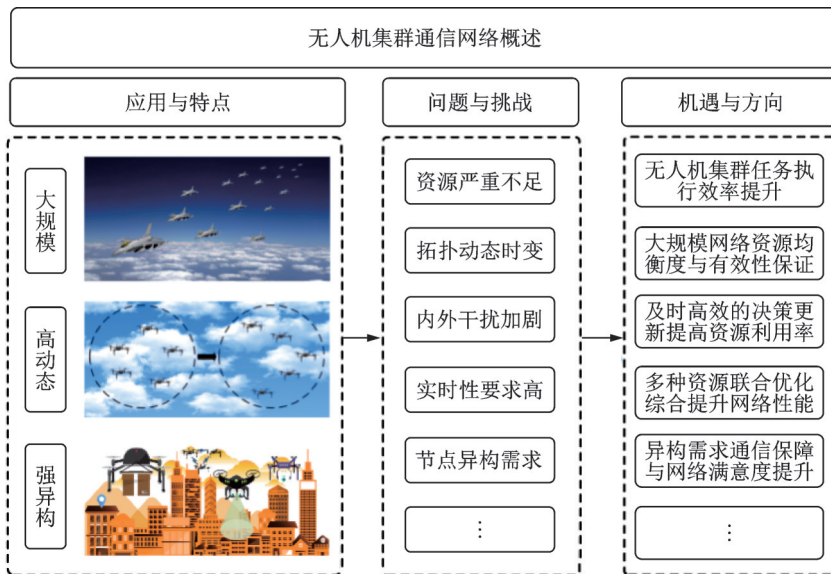 无人机集群通信网络概述
应用与特点
问题与挑战
机遇与方向
大规模
高动态
强异构
资源严重不足
拓扑动态时变
内外干扰加剧
实时性要求高
节点异构需求
⋮
无人机集群任务执
行效率提升
大规模网络资源均
衡度与有效性保证
及时高效的决策更
新提高资源利用率
多种资源联合优化
综合提升网络性能
异构需求通信保障
与网络满意度提升
⋮